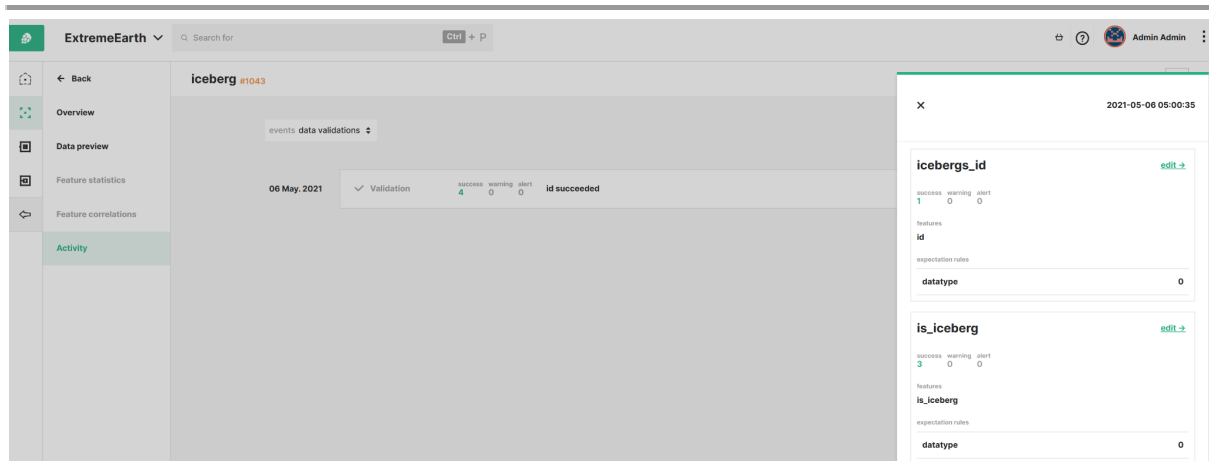 ExtremeEarth
Search for
Ctrl + P
Admin Admin
Back
Overview
Data preview
Feature statistics
Feature correlations
Activity
iceberg #1043
events data validations
06 May. 2021
Validation
success warning alert
4 0 0
id succeeded
2021-05-06 05:00:35
icebergs_id
edit →
success warning alert
1 0 0
features
id
expectation rules
datatype 0
is_iceberg
edit →
success warning alert
3 0 0
features
is_iceberg
expectation rules
datatype 0